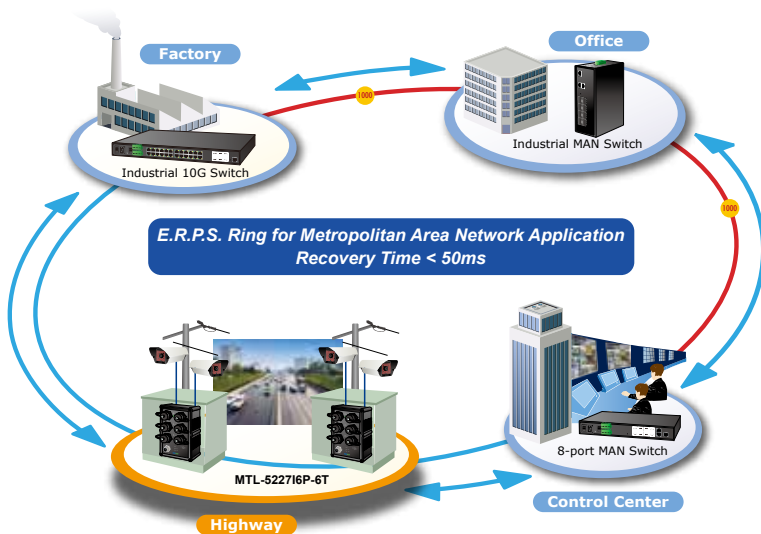 Factory
Office
1000
Industrial MAN Switch
Industrial 10G Switch
1000
E.R.P.S. Ring for Metropolitan Area Network Application
Recovery Time < 50ms
8-port MAN Switch
MTL-5227I6P-6T
Control Center
Highway